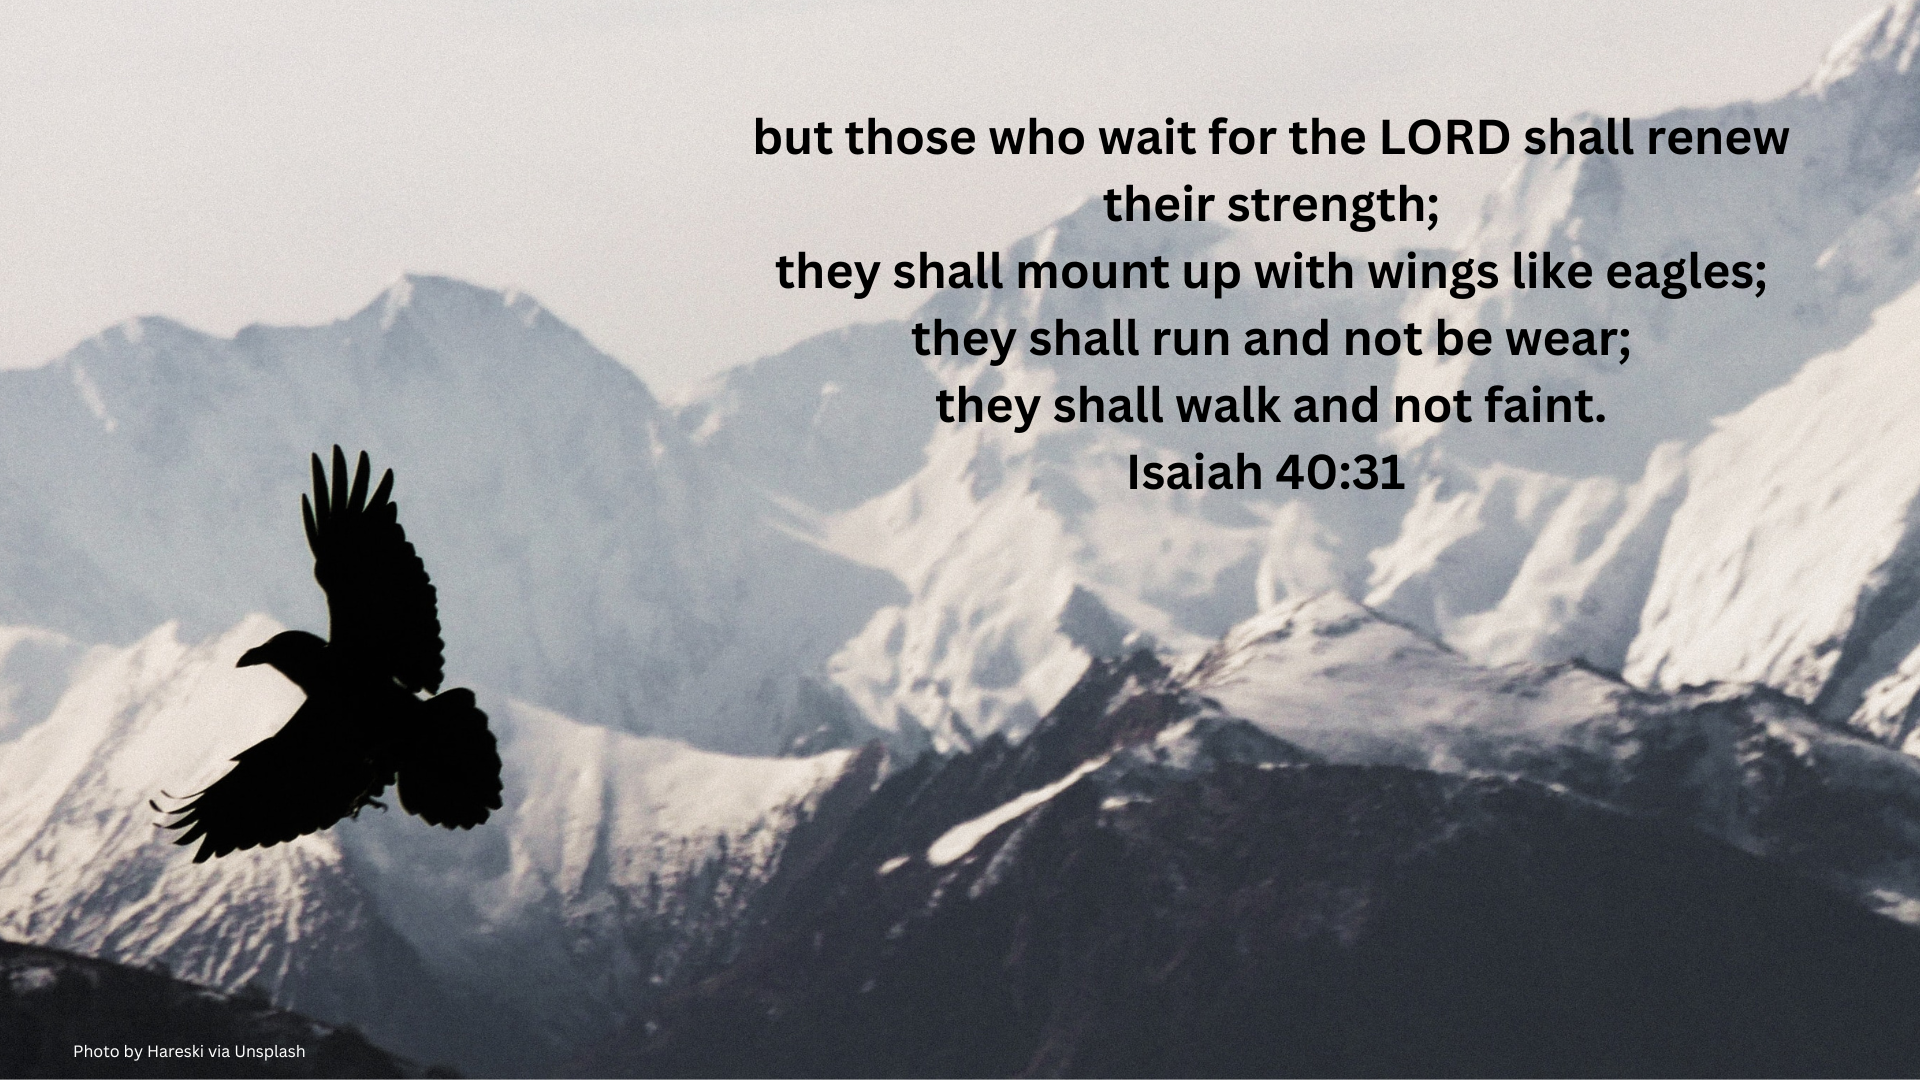 but those who wait for the LORD shall renew
their strength;
they shall mount up with wings like eagles;
they shall run and not be wear;
they shall walk and not faint.
Isaiah 40:31
Photo by Hareski via Unsplash